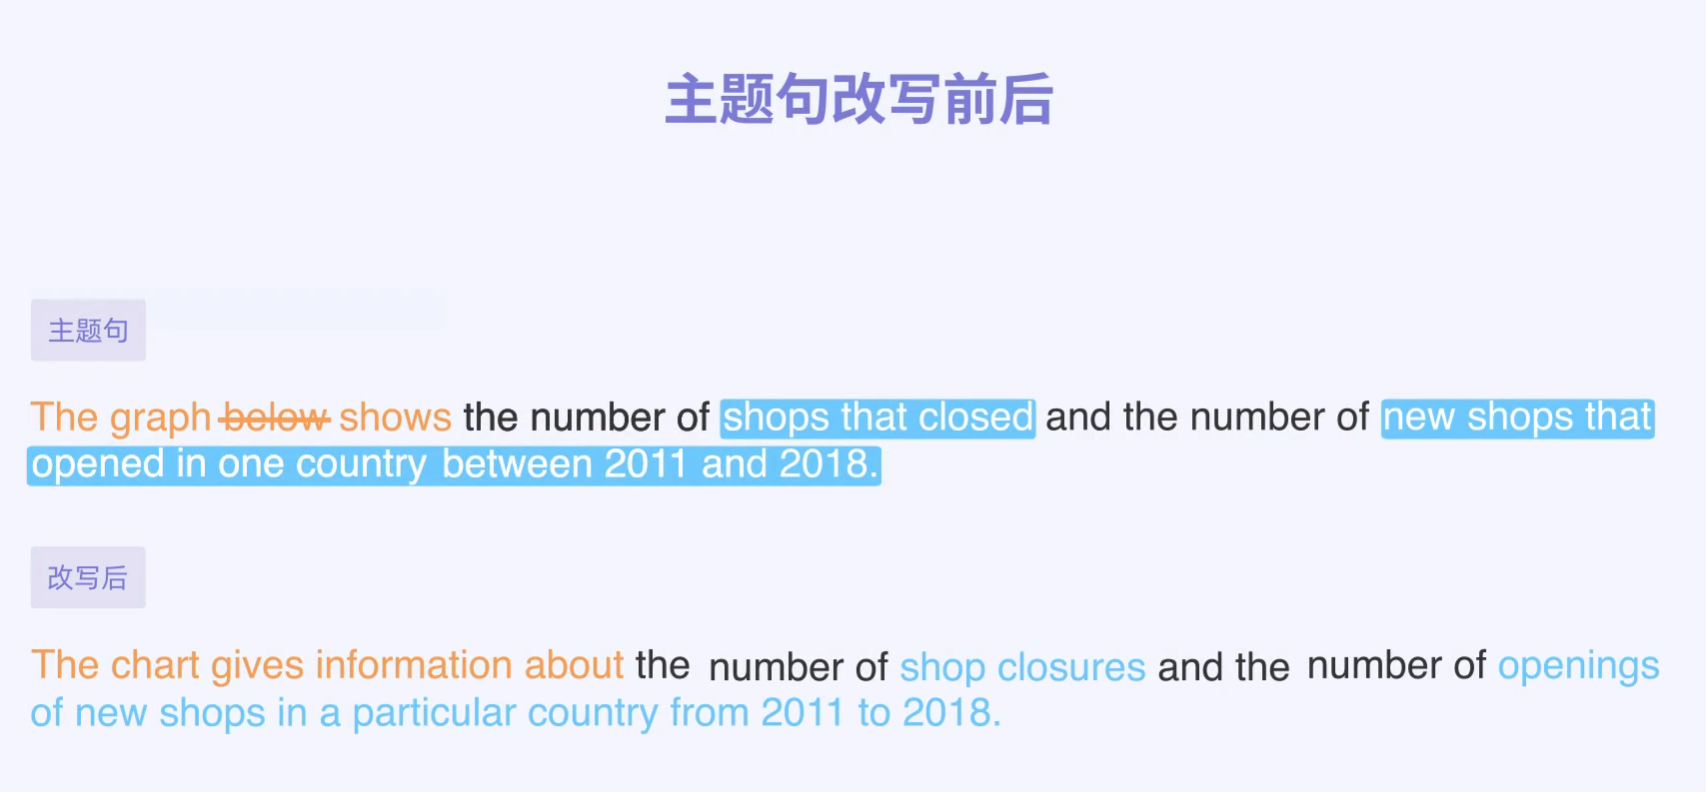 主题句改写前后
主题句
The graph below shows the number of shops that closed and the number of new shops that
opened in one country between 2011 and 2018.
改写后
The chart gives information about the number of shop closures and the number of openings
of new shops in a particular country from 2011 to 2018.